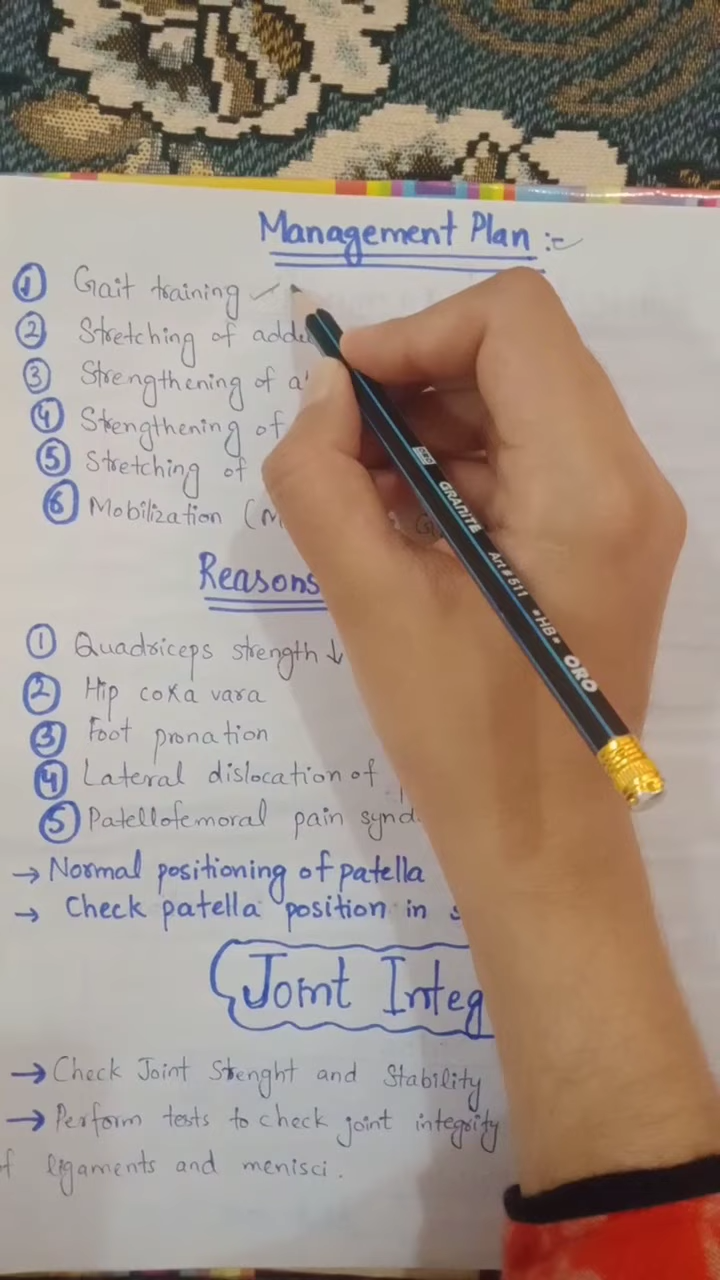 Management Plan :-
① Gait training
② Stretching of
③ Strengthening of
④ Stengthening of
⑤ Stretching of
⑥ Mobilization (M
Reasons
① Quadriceps strength ↓
② Hip coxa vara
③ Foot pronation
④ Lateral dislocation of
⑤ Patellofemoral pain
→ Normal positioning of patella
→ Check patella position in
Joint Integ
→ Check Joint Strenght and Stability
→ Perform tests to check joint integrity
of ligaments and menisci.
GRANITE Art # 511 *HB* ORO